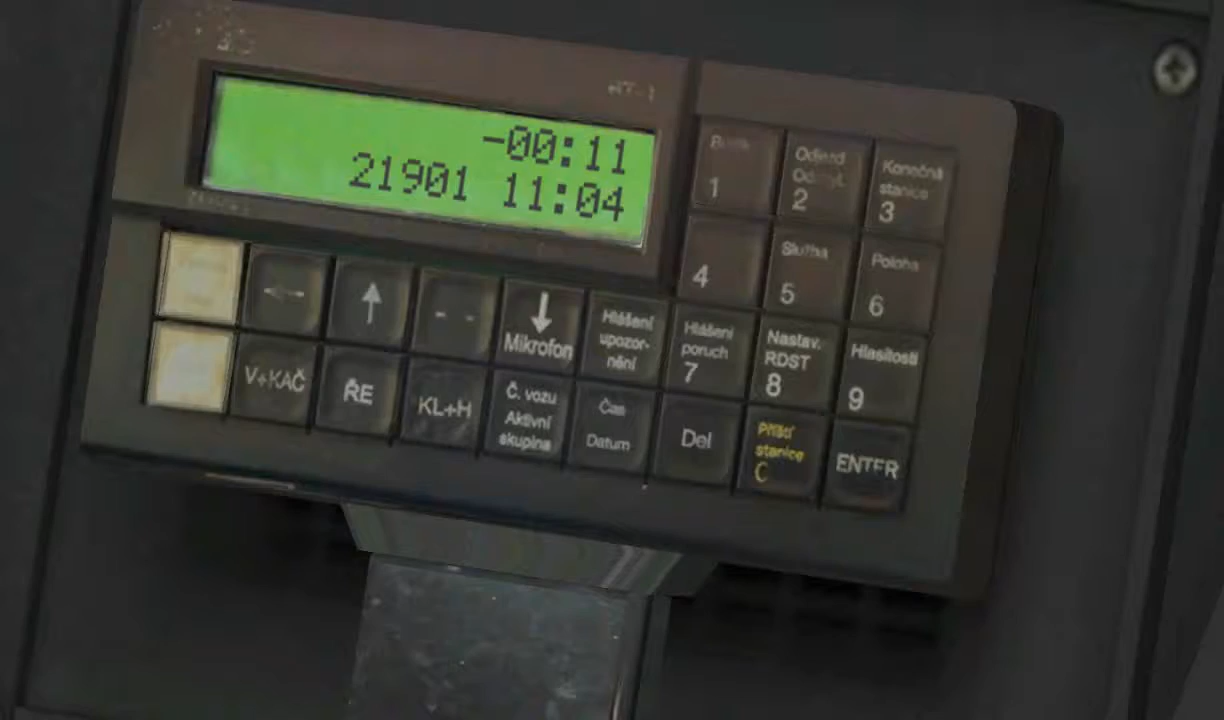 -00:11
21901 11:04
1
Odjezd
2
Konečná
stanice
3
4
Služba
5
Poloha
6
←
↑
- -
↓
Mikrofon
Hlášení
upozor-
nění
Hlášení
poruch
7
Nastav.
RDST
8
Hlasitosti
9
V+KAČ
ŘE
KL+H
Č. vozu
Aktivní
skupina
Čas
Datum
Del
Příští
stanice
C
ENTER